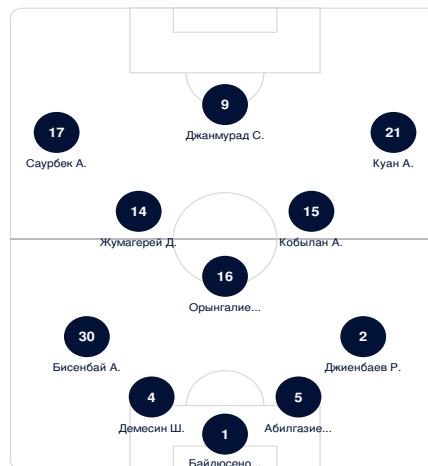 9
Джанмурад С.
17
Саурбек А.
21
Куан А.
14
Жумагерей Д.
15
Кобылан А.
16
Орынгалие...
30
Бисенбай А.
2
Джиенбаев Р.
4
Демесин Ш.
5
Абилгазие...
1
Байдюсено...